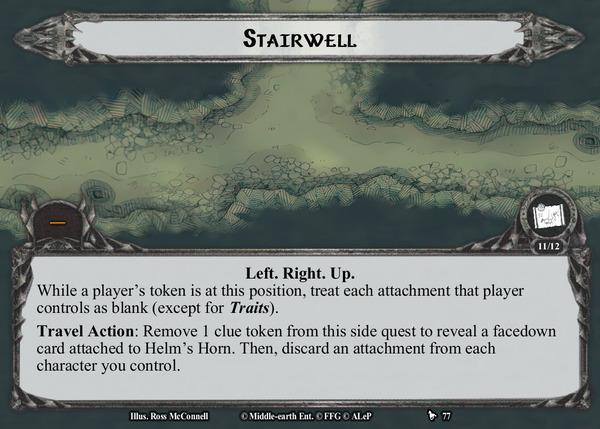 Stairwell
11/12
Left. Right. Up.
While a player's token is at this position, treat each attachment that player
controls as blank (except for Traits).
Travel Action: Remove 1 clue token from this side quest to reveal a facedown
card attached to Helm's Horn. Then, discard an attachment from each
character you control.
Illus. Ross McConnell ©Middle-earth Ent. © FFG © ALeP 77